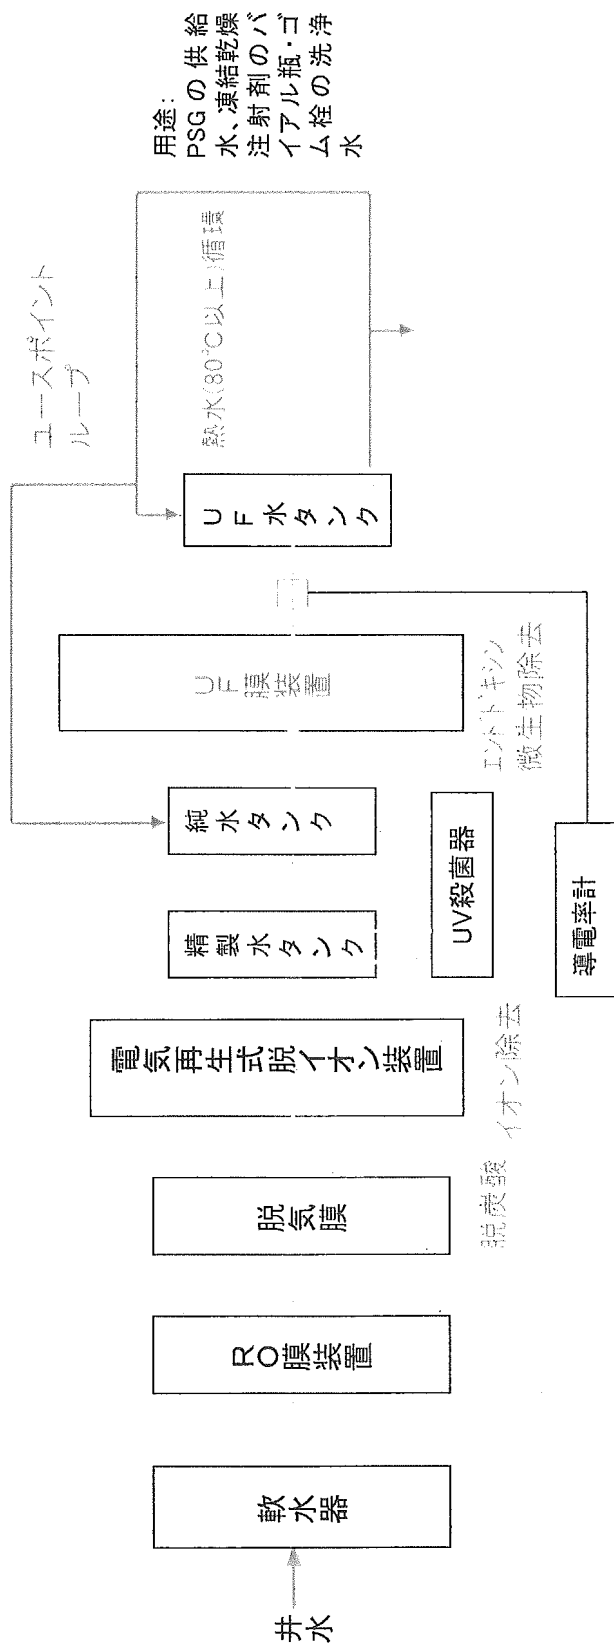 井水
軟水器
RO膜装置
脱気膜
脱炭酸
電気再生式脱イオン装置
イオン除去
精製水タンク
純水タンク
UV殺菌器
導電率計
UF膜装置
エンドトキシン
微生物除去
UF水タンク
ユースポイント
ループ
熱水(80℃以上)循環
用途:
PSGの供給
水、凍結乾燥
注射剤のバ
イアル瓶・ゴ
ム栓の洗浄
水